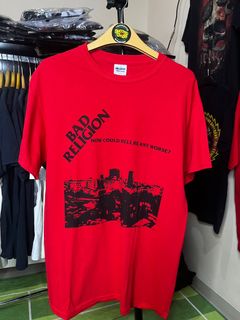 BAD
RELIGION
HOW COULD HELL BE ANY WORSE?